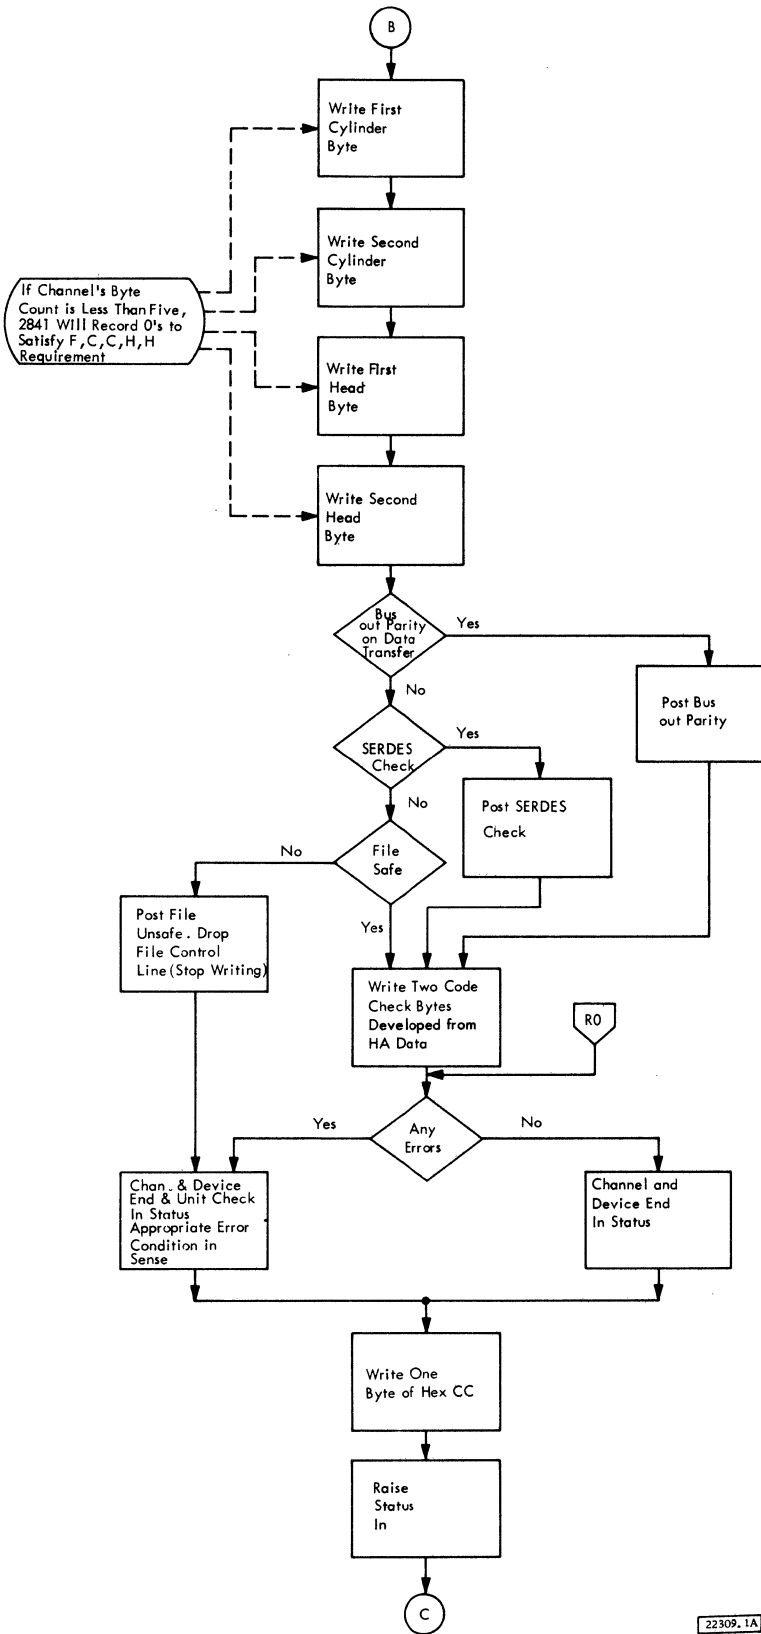 B
Write First
Cylinder
Byte
Write Second
Cylinder
Byte
If Channel's Byte
Count is Less Than Five,
2841 Will Record 0's to
Satisfy F,C,C,H,H
Requirement
Write First
Head
Byte
Write Second
Head
Byte
Bus
out Parity
on Data
Transfer
Yes
No
Post Bus
out Parity
SERDES
Check
Yes
No
Post SERDES
Check
File
Safe
No
Yes
Post File
Unsafe. Drop
File Control
Line (Stop Writing)
Write Two Code
Check Bytes
Developed from
HA Data
R0
Any
Errors
Yes
No
Chan. & Device
End & Unit Check
In Status
Appropriate Error
Condition in
Sense
Channel and
Device End
In Status
Write One
Byte of Hex CC
Raise
Status
In
C
22309.1A